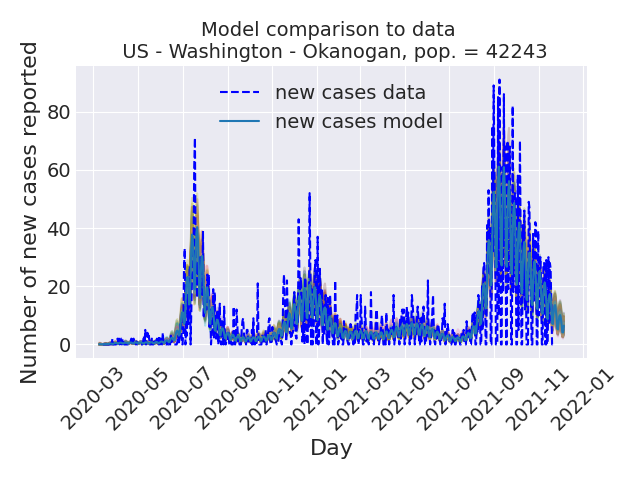 Model comparison to data
US - Washington - Okanogan, pop. = 42243
Number of new cases reported
new cases data
new cases model
80
60
40
20
0
2020-03
2020-05
2020-07
2020-09
2020-11
2021-01
2021-03
2021-05
2021-07
2021-09
2021-11
2022-01
Day